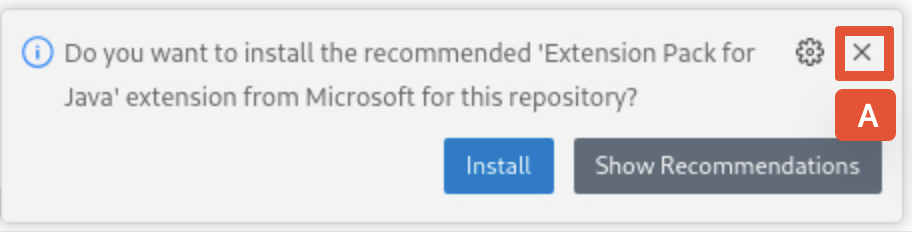 Do you want to install the recommended 'Extension Pack for
Java' extension from Microsoft for this repository?
A
Install
Show Recommendations